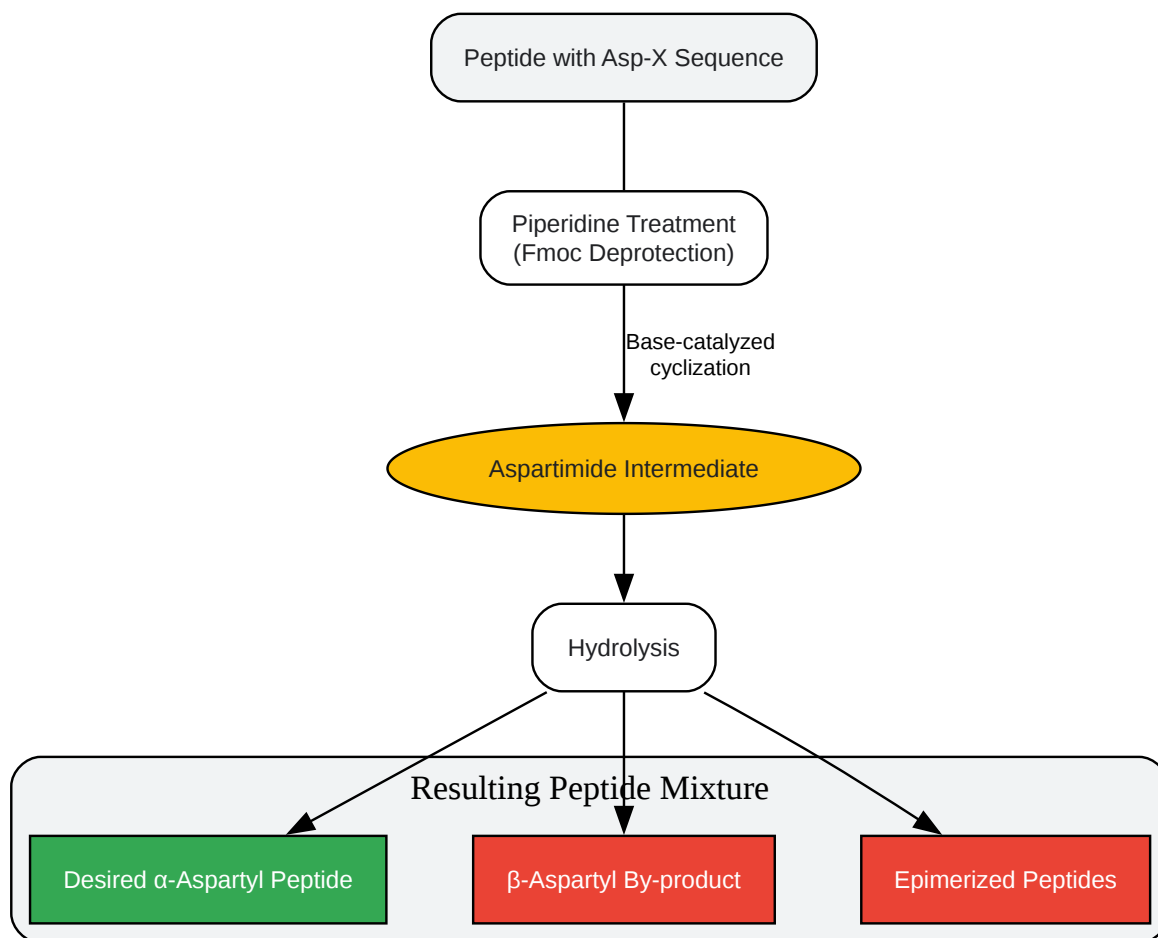 Peptide with Asp-X Sequence
Piperidine Treatment
(Fmoc Deprotection)
Base-catalyzed
cyclization
Aspartimide Intermediate
Hydrolysis
Resulting Peptide Mixture
Desired α-Aspartyl Peptide
β-Aspartyl By-product
Epimerized Peptides